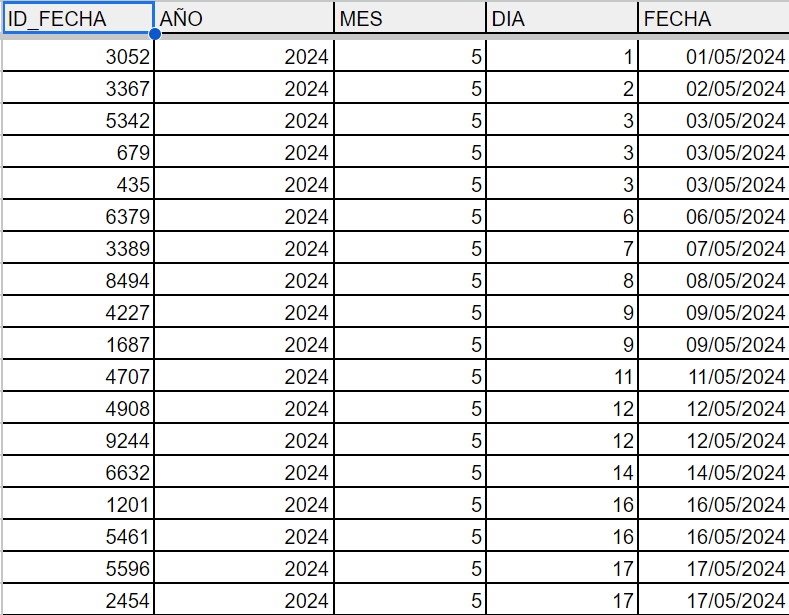 ID_FECHA AÑO MES DIA FECHA
3052 2024 5 1 01/05/2024
3367 2024 5 2 02/05/2024
5342 2024 5 3 03/05/2024
679 2024 5 3 03/05/2024
435 2024 5 3 03/05/2024
6379 2024 5 6 06/05/2024
3389 2024 5 7 07/05/2024
8494 2024 5 8 08/05/2024
4227 2024 5 9 09/05/2024
1687 2024 5 9 09/05/2024
4707 2024 5 11 11/05/2024
4908 2024 5 12 12/05/2024
9244 2024 5 12 12/05/2024
6632 2024 5 14 14/05/2024
1201 2024 5 16 16/05/2024
5461 2024 5 16 16/05/2024
5596 2024 5 17 17/05/2024
2454 2024 5 17 17/05/2024